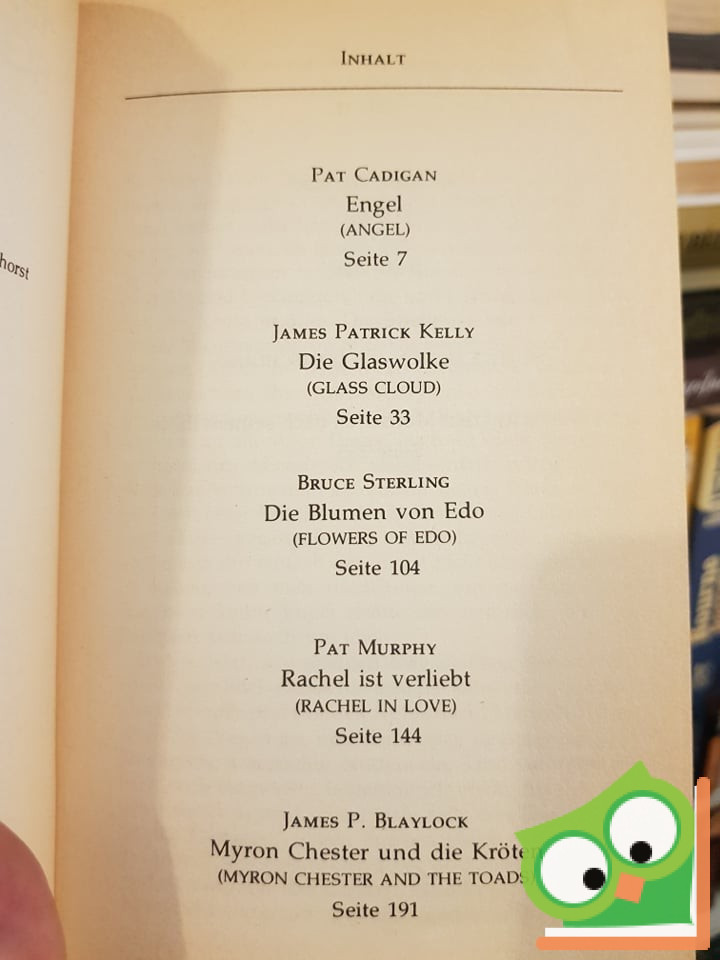 horst
INHALT
PAT CADIGAN
Engel
(ANGEL)
Seite 7
JAMES PATRICK KELLY
Die Glaswolke
(GLASS CLOUD)
Seite 33
BRUCE STERLING
Die Blumen von Edo
(FLOWERS OF EDO)
Seite 104
PAT MURPHY
Rachel ist verliebt
(RACHEL IN LOVE)
Seite 144
JAMES P. BLAYLOCK
Myron Chester und die Kröten
(MYRON CHESTER AND THE TOADS)
Seite 191